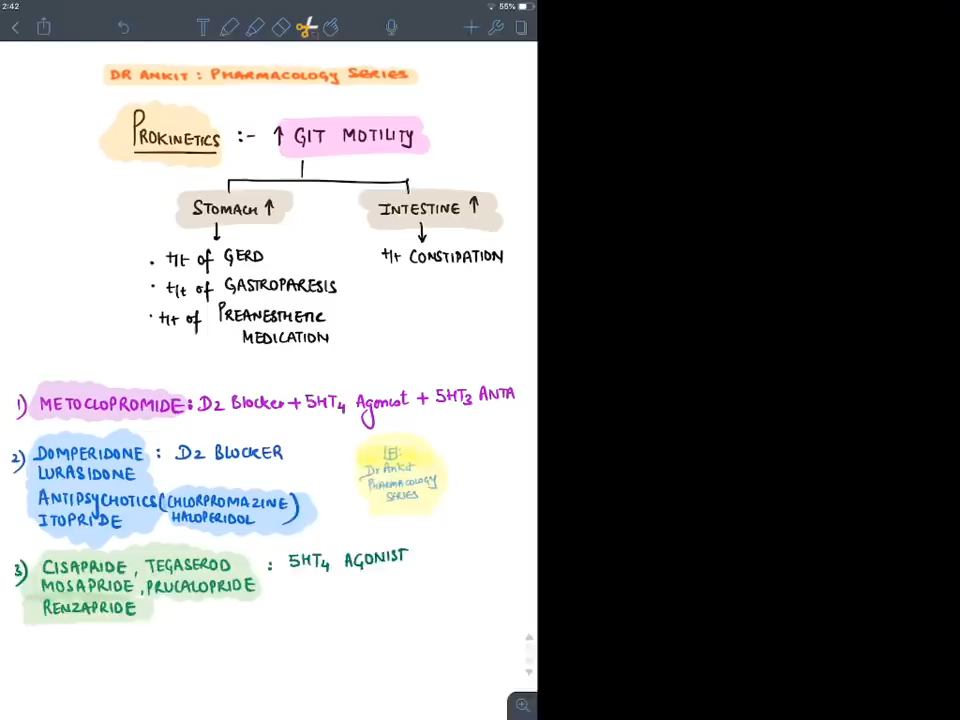 2:42
55%
DR ANKIT : PHARMACOLOGY SERIES
PROKINETICS :- ↑ GIT MOTILITY
STOMACH ↑
INTESTINE ↑
. t/t of GERD
t/t CONSTIPATION
. t/t of GASTROPARESIS
. t/t of PREANESTHETIC
MEDICATION
1) METOCLOPROMIDE : D2 Blocker + 5HT4 Agonist + 5HT3 ANTA
2) DOMPERIDONE : D2 BLOCKER
LURASIDONE
ANTIPSYCHOTICS (CHLORPROMAZINE
HALOPERIDOL)
ITOPRIDE
Dr Ankit
PHARMACOLOGY
SERIES
3) CISAPRIDE , TEGASEROD : 5HT4 AGONIST
MOSAPRIDE , PRUCALOPRIDE
RENZAPRIDE